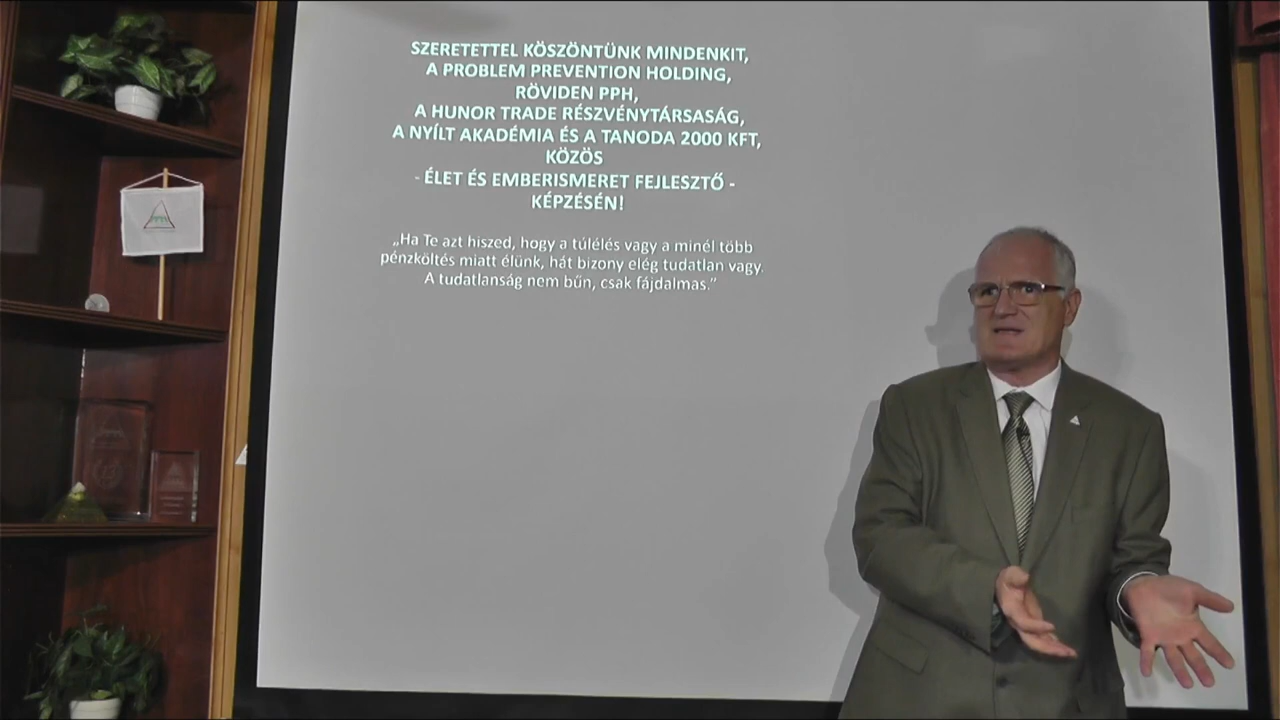 SZERETETTEL KÖSZÖNTÜNK MINDENKIT,
A PROBLEM PREVENTION HOLDING,
RÖVIDEN PPH,
A HUNOR TRADE RÉSZVÉNYTÁRSASÁG,
A NYÍLT AKADÉMIA ÉS A TANODA 2000 KFT,
KÖZÖS
- ÉLET ÉS EMBERISMERET FEJLESZTŐ -
KÉPZÉSÉN!
„Ha Te azt hiszed, hogy a túlélés vagy a minél több
pénzköltés miatt élünk, hát bizony elég tudatlan vagy.
A tudatlanság nem bűn, csak fájdalmas.”